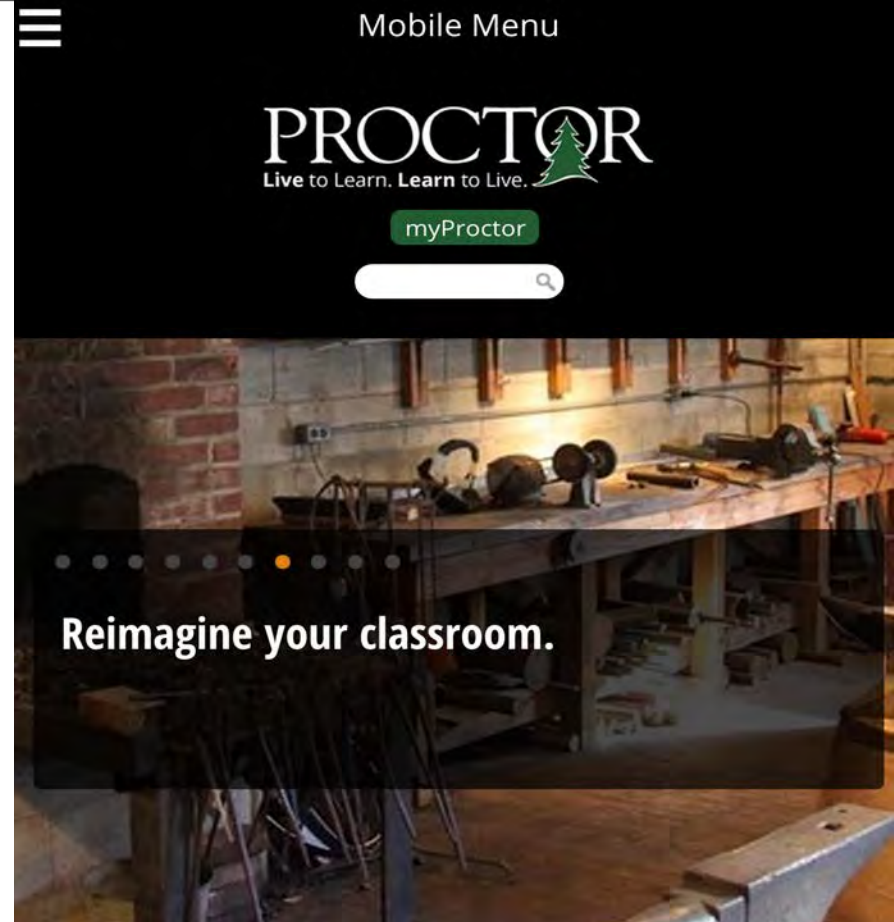 Mobile Menu
PROCTOR
Live to Learn. Learn to Live.
myProctor
Reimagine your classroom.